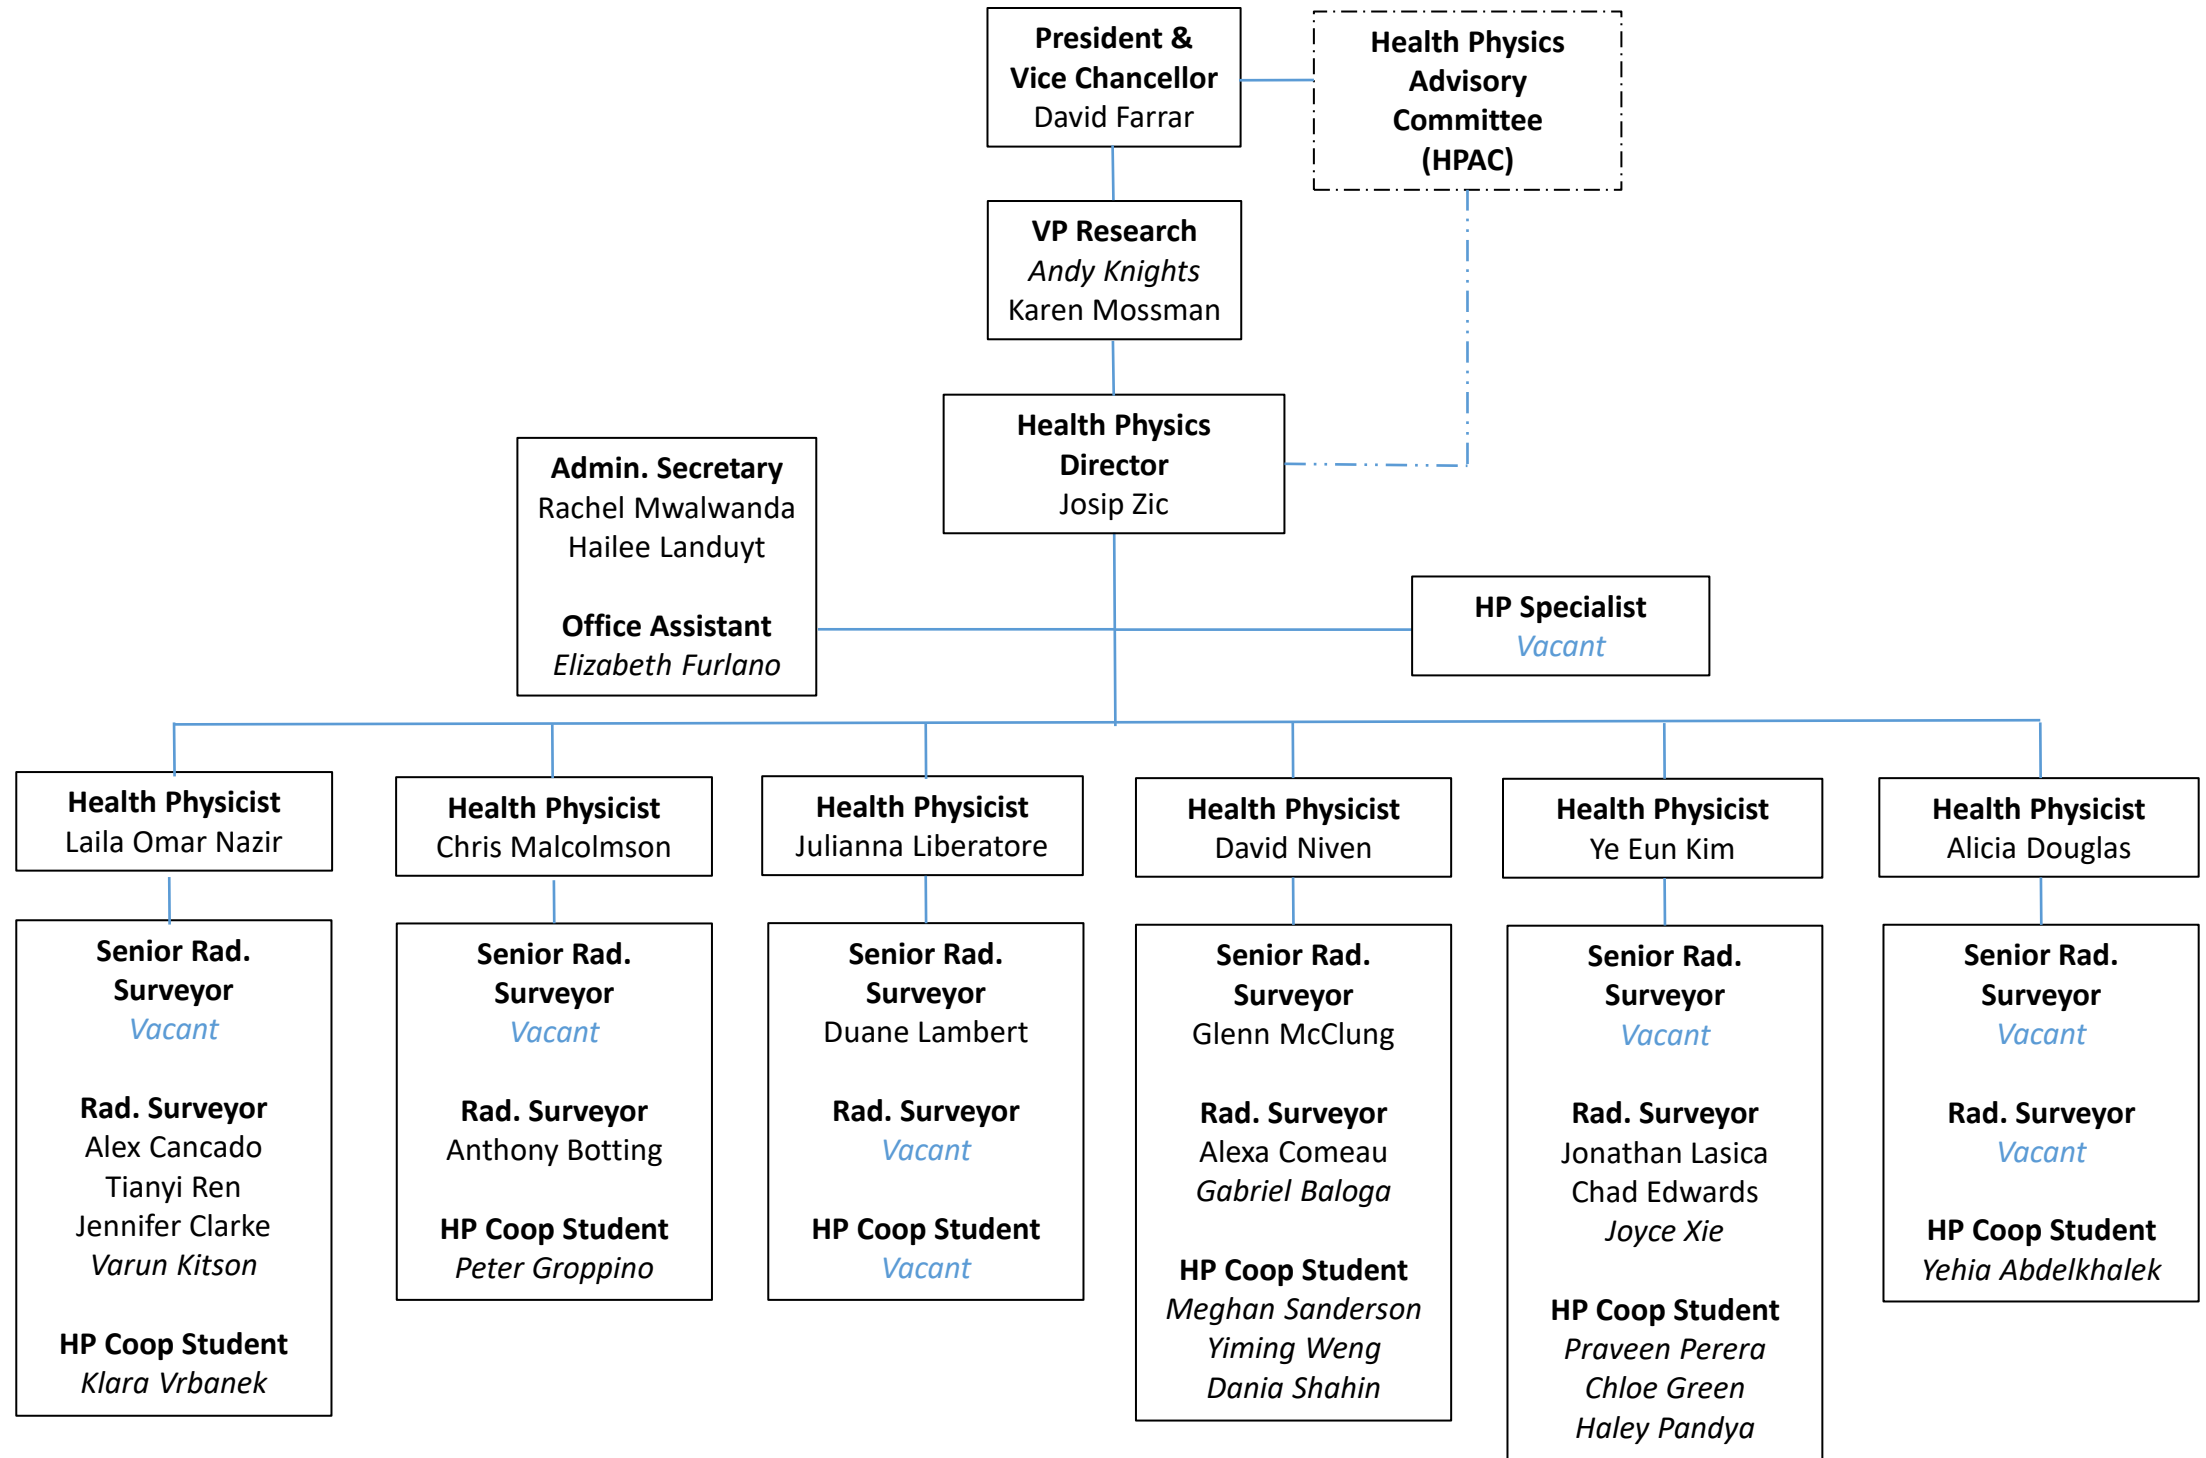 President &
Vice Chancellor
David Farrar
Health Physics
Advisory
Committee
(HPAC)
VP Research
Andy Knights
Karen Mossman
Health Physics
Director
Josip Zic
Admin. Secretary
Rachel Mwalwanda
Hailee Landuyt
Office Assistant
Elizabeth Furlano
HP Specialist
Vacant
Health Physicist
Laila Omar Nazir
Health Physicist
Chris Malcolmson
Health Physicist
Julianna Liberatore
Health Physicist
David Niven
Health Physicist
Ye Eun Kim
Health Physicist
Alicia Douglas
Senior Rad.
Surveyor
Vacant
Rad. Surveyor
Alex Cancado
Tianyi Ren
Jennifer Clarke
Varun Kitson
HP Coop Student
Klara Vrbanek
Senior Rad.
Surveyor
Vacant
Rad. Surveyor
Anthony Botting
HP Coop Student
Peter Groppino
Senior Rad.
Surveyor
Duane Lambert
Rad. Surveyor
Vacant
HP Coop Student
Vacant
Senior Rad.
Surveyor
Glenn McClung
Rad. Surveyor
Alexa Comeau
Gabriel Baloga
HP Coop Student
Meghan Sanderson
Yiming Weng
Dania Shahin
Senior Rad.
Surveyor
Vacant
Rad. Surveyor
Jonathan Lasica
Chad Edwards
Joyce Xie
HP Coop Student
Praveen Perera
Chloe Green
Haley Pandya
Senior Rad.
Surveyor
Vacant
Rad. Surveyor
Vacant
HP Coop Student
Yehia Abdelkhalek